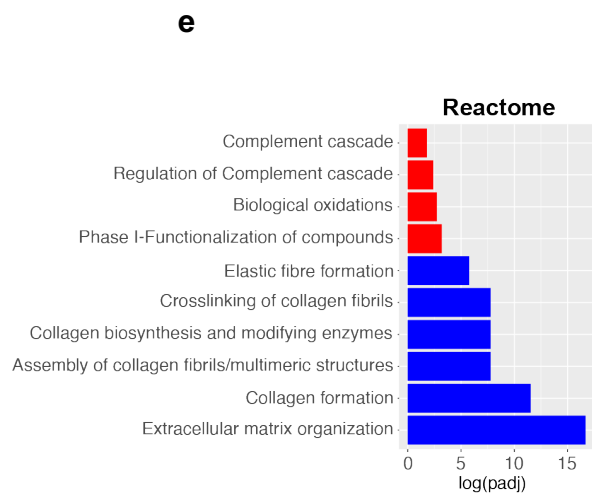 e
Reactome
Complement cascade
Regulation of Complement cascade
Biological oxidations
Phase I-Functionalization of compounds
Elastic fibre formation
Crosslinking of collagen fibrils
Collagen biosynthesis and modifying enzymes
Assembly of collagen fibrils/multimeric structures
Collagen formation
Extracellular matrix organization
0 5 10 15
log(padj)